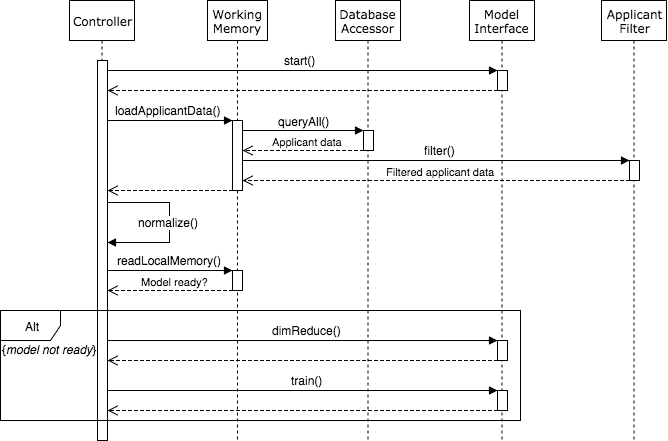 Controller
Working
Memory
Database
Accessor
Model
Interface
Applicant
Filter
start()
loadApplicantData()
queryAll()
Applicant data
filter()
Filtered applicant data
normalize()
readLocalMemory()
Model ready?
Alt
{model not ready}
dimReduce()
train()